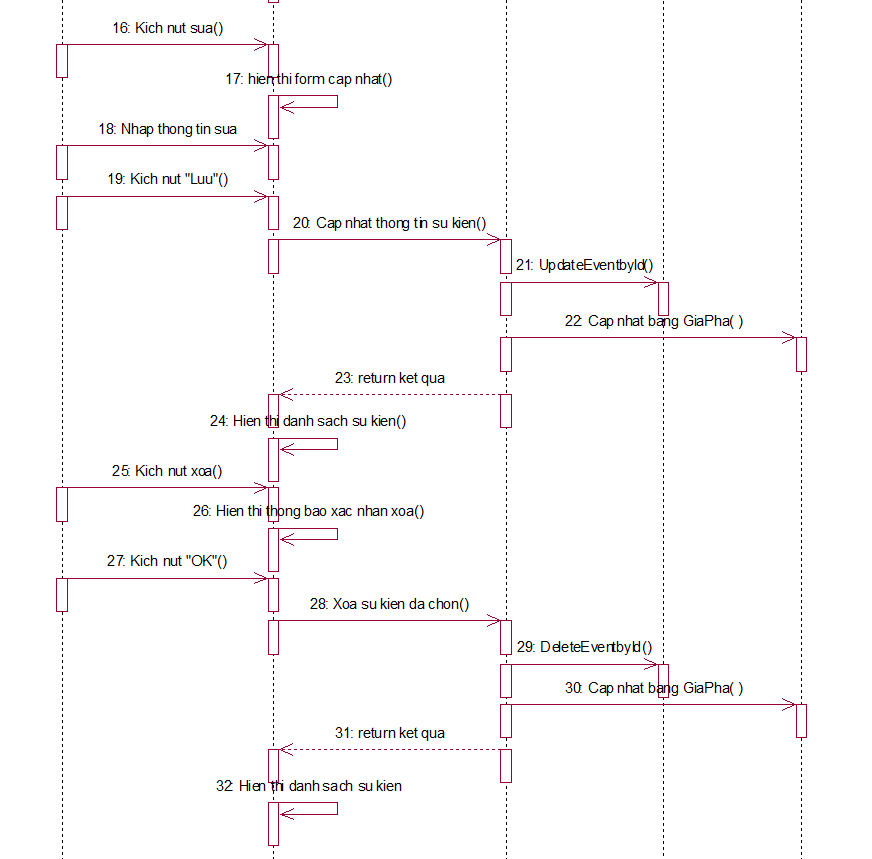 16: Kich nut sua()
17: hien thi form cap nhat()
18: Nhap thong tin sua
19: Kich nut "Luu"()
20: Cap nhat thong tin su kien()
21: UpdateEventbyId()
22: Cap nhat bang GiaPha( )
23: return ket qua
24: Hien thi danh sach su kien()
25: Kich nut xoa()
26: Hien thi thong bao xac nhan xoa()
27: Kich nut "OK"()
28: Xoa su kien da chon()
29: DeleteEventbyId()
30: Cap nhat bang GiaPha( )
31: return ket qua
32: Hien thi danh sach su kien